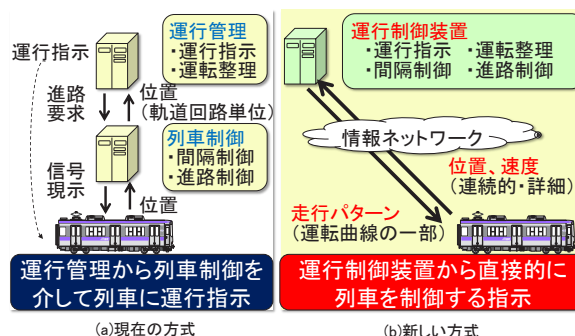 運行指示
運行管理
・運行指示
・運転整理
進路
要求
位置
(軌道回路単位)
列車制御
・間隔制御
・進路制御
信号
現示
位置
運行管理から列車制御を
介して列車に運行指示
(a)現在の方式
運行制御装置
・運行指示 ・運転整理
・間隔制御 ・進路制御
情報ネットワーク
位置、速度
(連続的・詳細)
走行パターン
(運転曲線の一部)
運行制御装置から直接的に
列車を制御する指示
(b)新しい方式